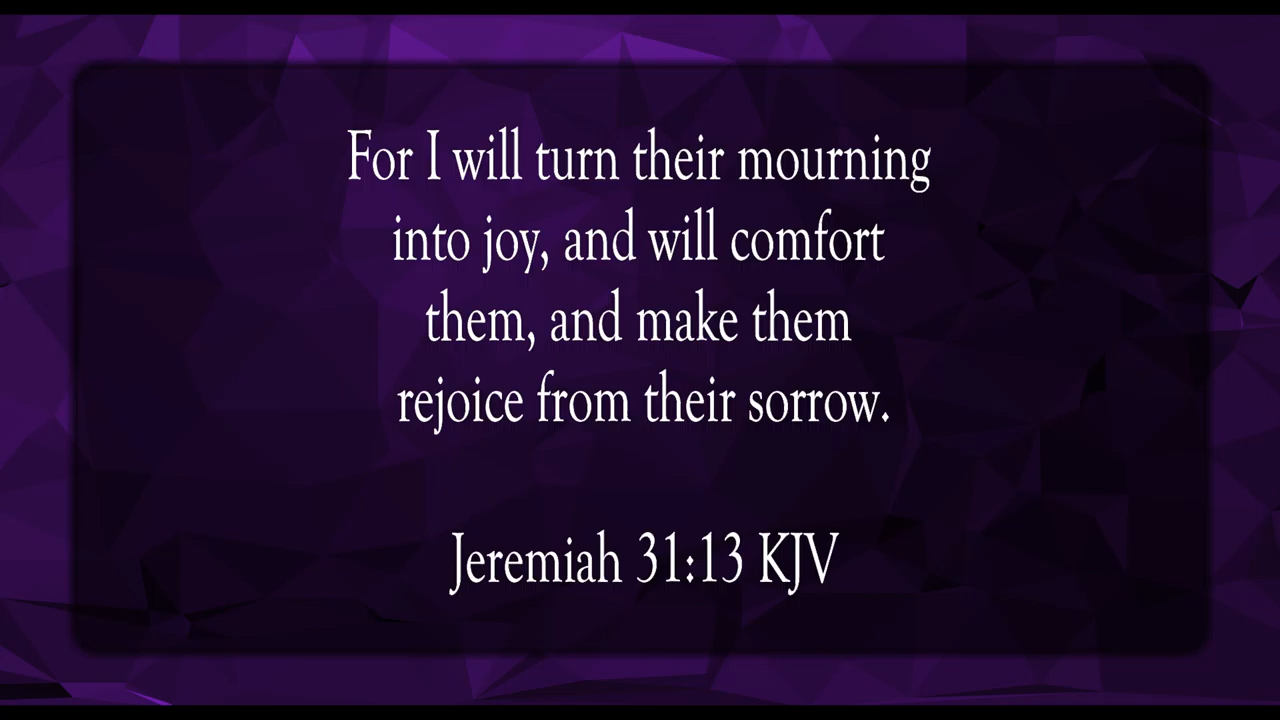 For I will turn their mourning
into joy, and will comfort
them, and make them
rejoice from their sorrow.
Jeremiah 31:13 KJV